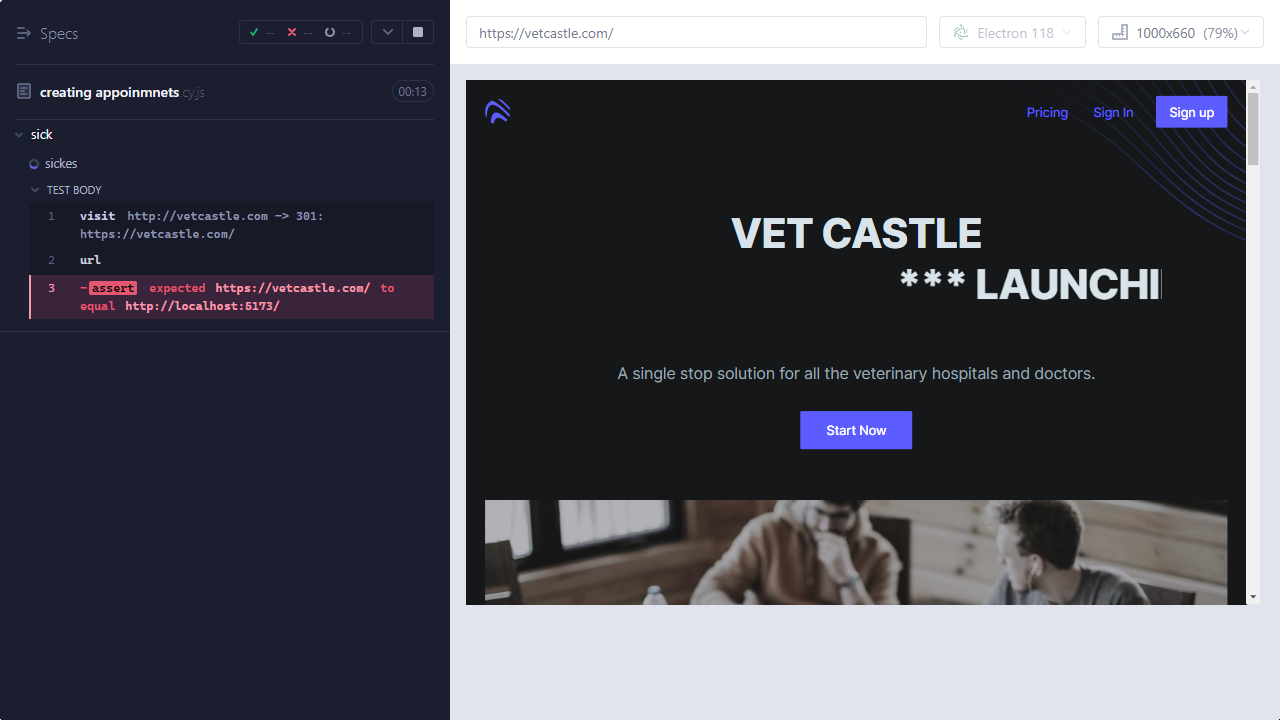 Specs
--
--
--
creating appoinmnets cy.js
00:13
sick
sickes
TEST BODY
1 visit http://vetcastle.com -> 301:
https://vetcastle.com/
2 url
3 -assert expected https://vetcastle.com/ to
equal http://localhost:5173/
https://vetcastle.com/
Electron 118
1000x660 (79%)
Pricing
Sign In
Sign up
VET CASTLE
*** LAUNCHI
A single stop solution for all the veterinary hospitals and doctors.
Start Now